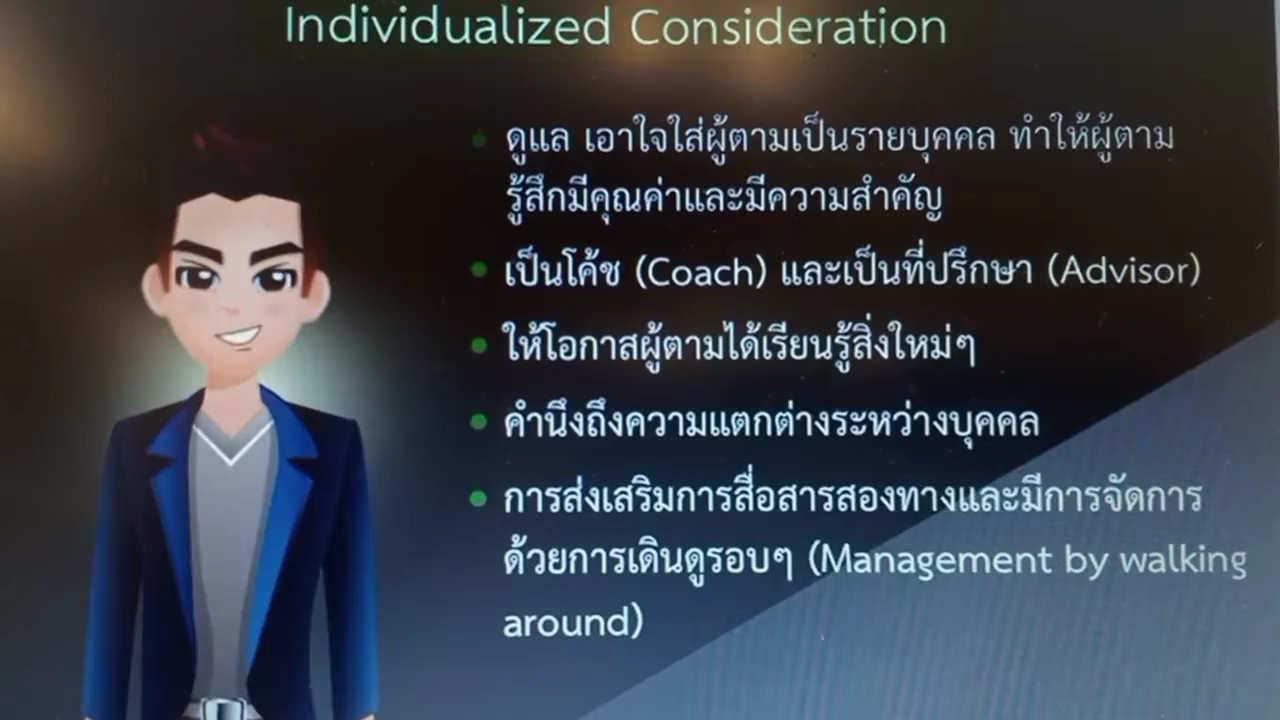 Individualized Consideration
ดูแล เอาใจใส่ผู้ตามเป็นรายบุคคล ทำให้ผู้ตาม
รู้สึกมีคุณค่าและมีความสำคัญ
เป็นโค้ช (Coach) และเป็นที่ปรึกษา (Advisor)
ให้โอกาสผู้ตามได้เรียนรู้สิ่งใหม่ๆ
คำนึงถึงความแตกต่างระหว่างบุคคล
การส่งเสริมการสื่อสารสองทางและมีการจัดการ
ด้วยการเดินดูรอบๆ (Management by walking
around)